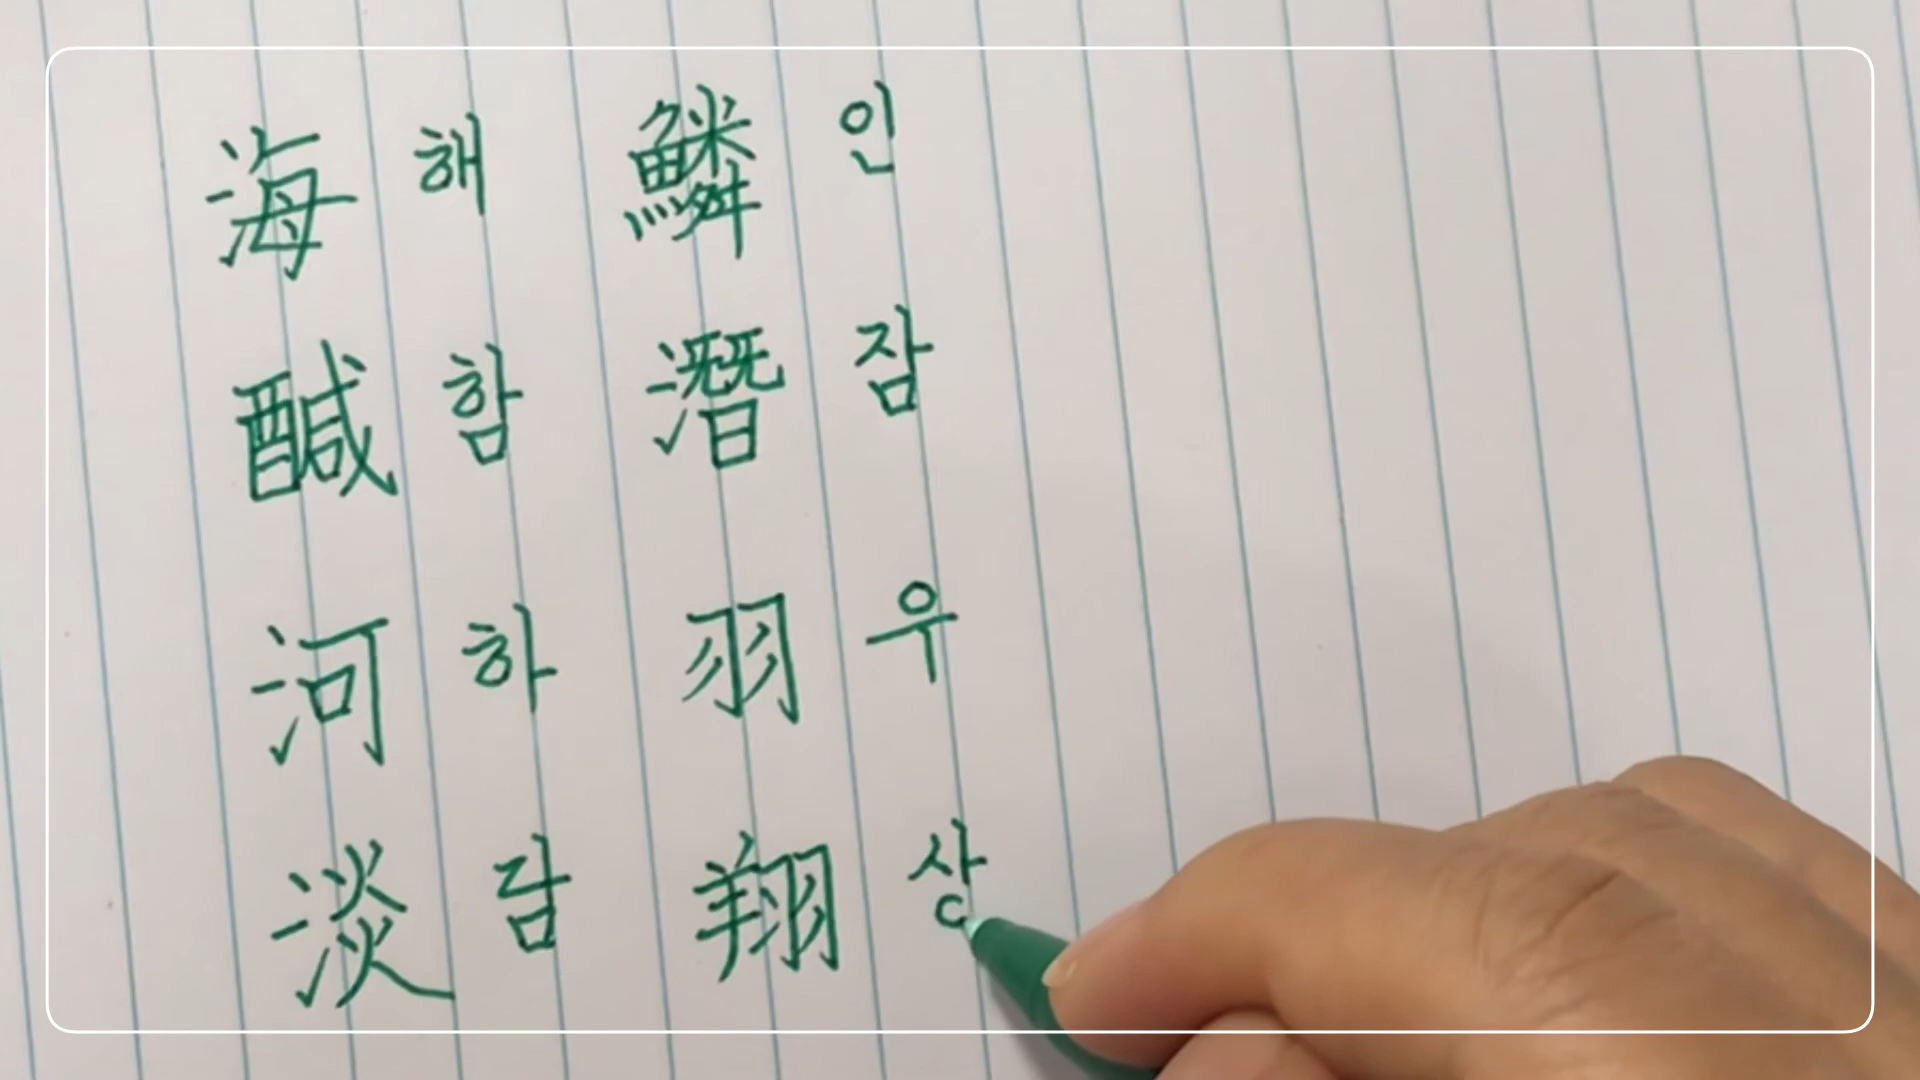 海 해
鹹 함
河 하
淡 담
鱗 인
潛 잠
羽 우
翔 상